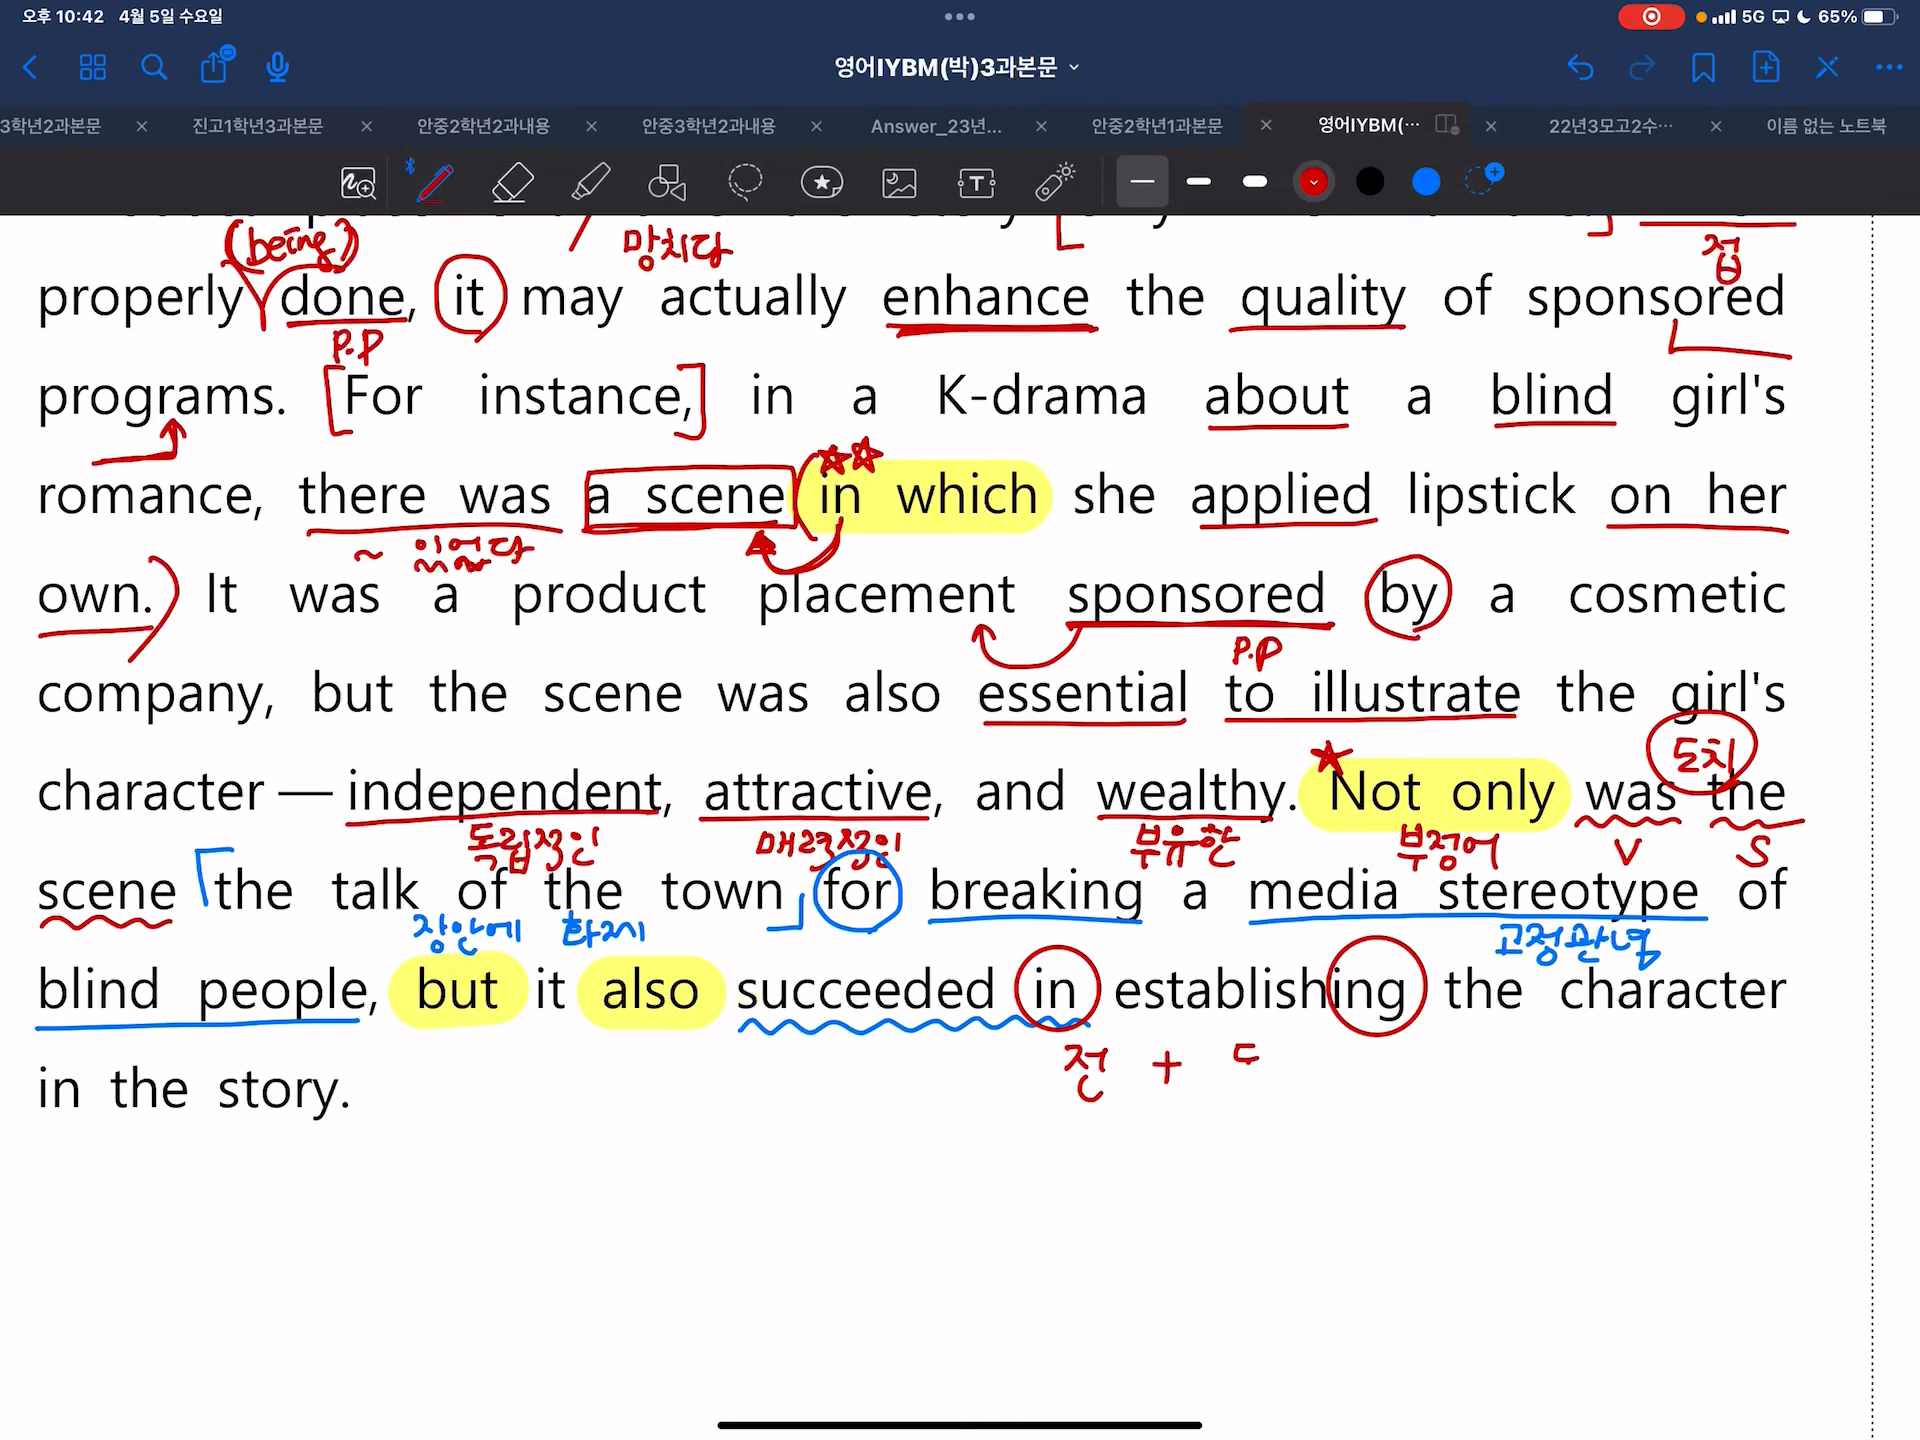 오후 10:42 4월 5일 수요일
5G 65%
영어IYBM(박)3과본문
3학년2과본문 진고1학년3과본문 안중2학년2과내용 안중3학년2과내용 Answer_23년... 안중2학년1과본문 영어IYBM(... 22년3모고2수... 이름 없는 노트북
(being) 망치다 접
properly done, it may actually enhance the quality of sponsored
P.P
programs. [For instance,] in a K-drama about a blind girl's
romance, there was a scene (in which she applied lipstick on her
~ 있었다
own.) It was a product placement sponsored by a cosmetic
P.P
company, but the scene was also essential to illustrate the girl's
도치
character — independent, attractive, and wealthy. Not only was the
독립적인 매력적인 부유한 부정어 V S
scene the talk of the town for breaking a media stereotype of
장안에 화제 고정관념
blind people, but it also succeeded in establishing the character
전 +
in the story.